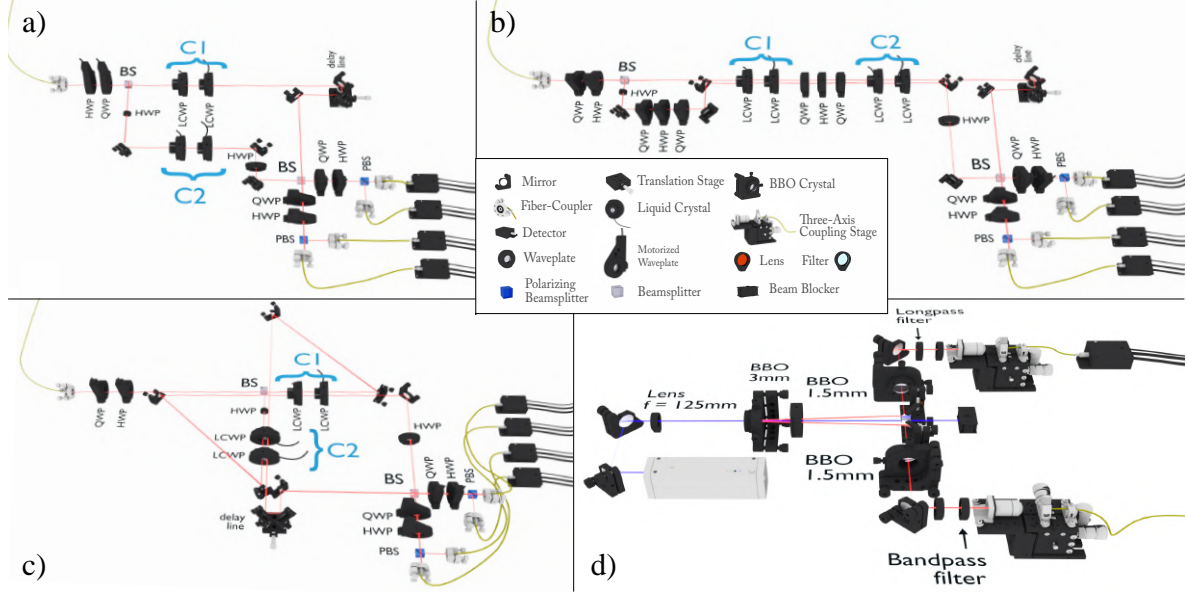 a)
C1
BS
HWP
QWP
HWP
LCWP
LCWP
delay
line
LCWP
LCWP
HWP
C2
BS
QWP
HWP
PBS
QWP
HWP
PBS
b)
C1
C2
BS
QWP
HWP
HWP
QWP
HWP
QWP
LCWP
LCWP
QWP
HWP
QWP
LCWP
LCWP
delay
line
HWP
BS
QWP
HWP
PBS
QWP
HWP
PBS
Mirror
Fiber-Coupler
Detector
Waveplate
Polarizing
Beamsplitter
Translation Stage
Liquid Crystal
Motorized
Waveplate
Beamsplitter
BBO Crystal
Three-Axis
Coupling Stage
Lens
Filter
Beam Blocker
c)
C1
BS
QWP
HWP
HWP
LCWP
LCWP
LCWP
LCWP
C2
delay
line
HWP
BS
QWP
HWP
PBS
QWP
HWP
PBS
d)
Longpass
filter
BBO
3mm
BBO
1.5mm
Lens
f = 125mm
BBO
1.5mm
Bandpass
filter